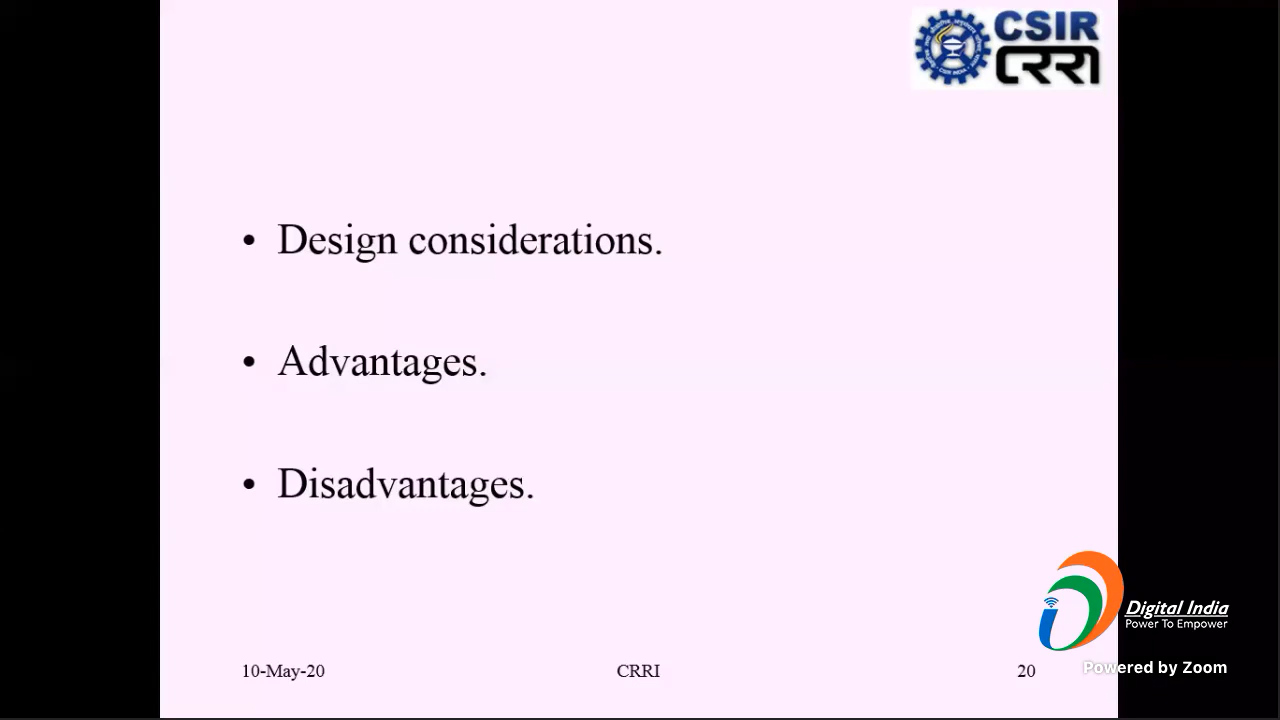 CSIR
CRRI
• Design considerations.
• Advantages.
• Disadvantages.
Digital India
Power To Empower
10-May-20
CRRI
20
Powered by Zoom